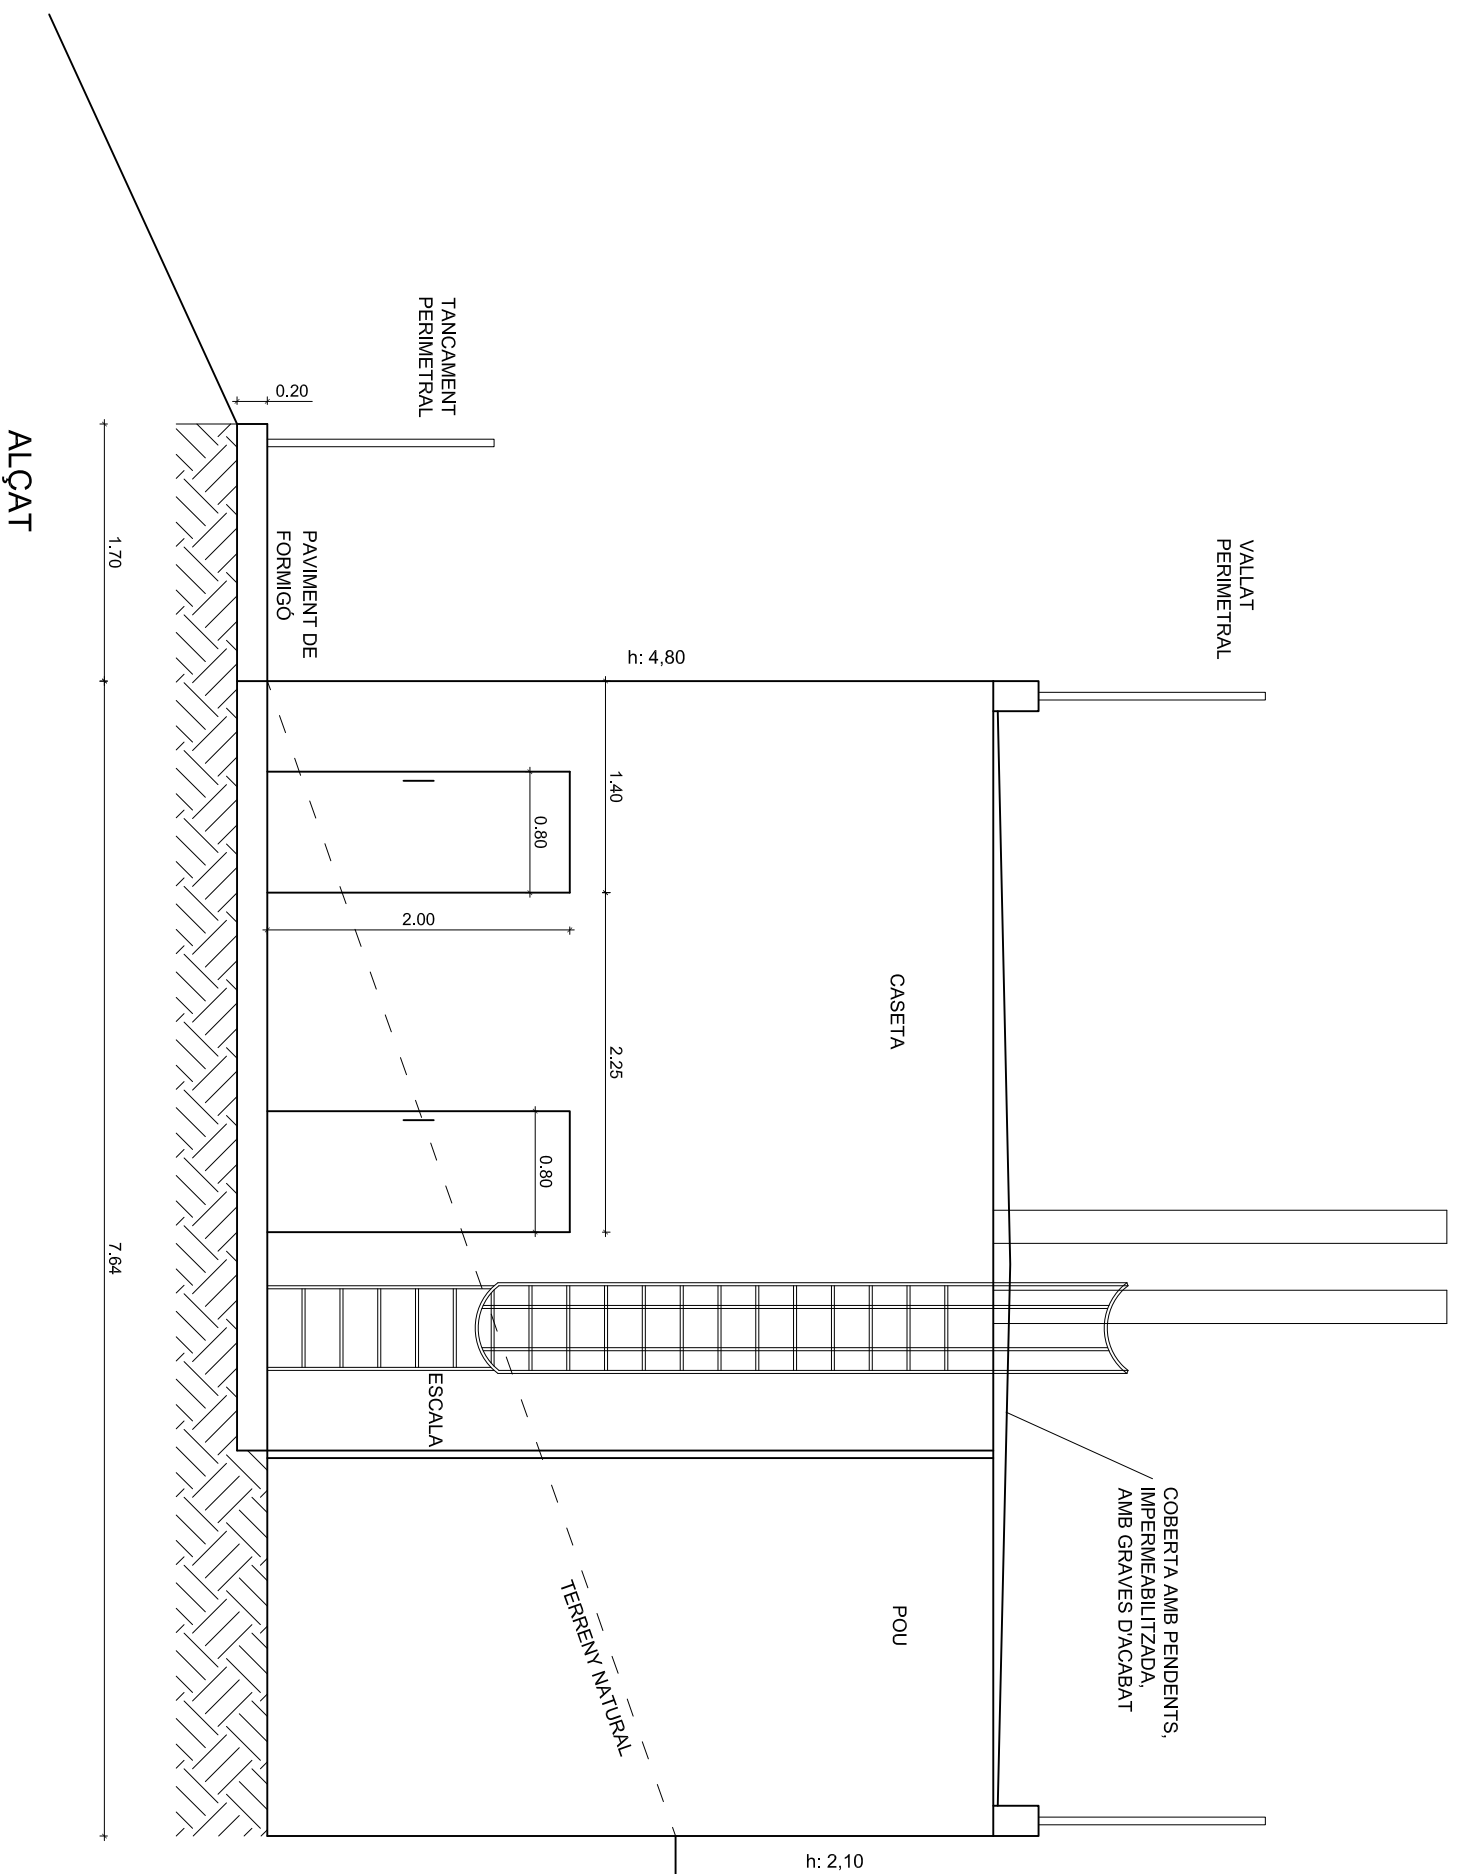 VALLAT
PERIMETRAL
TANCAMENT
PERIMETRAL
COBERTA AMB PENDENTS,
IMPERMEABILITZADA,
AMB GRAVES D'ACABAT
CASETA
POU
h: 4,80
h: 2,10
1.40
2.25
0.80
0.80
2.00
ESCALA
TERRENY NATURAL
PAVIMENT DE
FORMIGÓ
0.20
1.70
7.64
ALÇAT